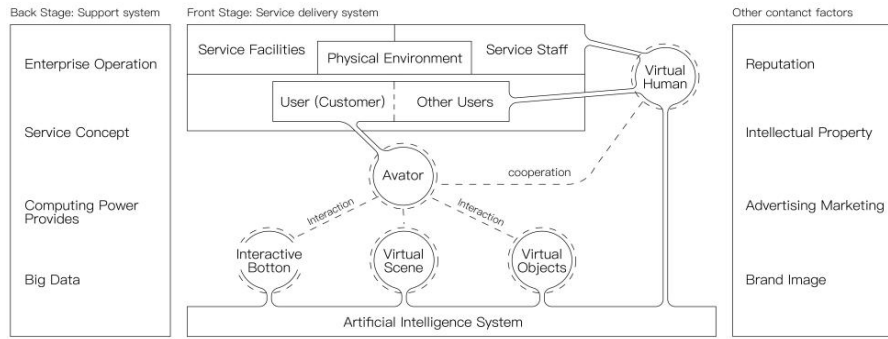 Back Stage: Support system
Enterprise Operation
Service Concept
Computing Power
Provides
Big Data
Front Stage: Service delivery system
Service Facilities
Physical Environment
Service Staff
User (Customer)
Other Users
Virtual
Human
Avator
cooperation
Interaction
Interaction
Interactive
Botton
Virtual
Scene
Virtual
Objects
Artificial Intelligence System
Other contanct factors
Reputation
Intellectual Property
Advertising Marketing
Brand Image